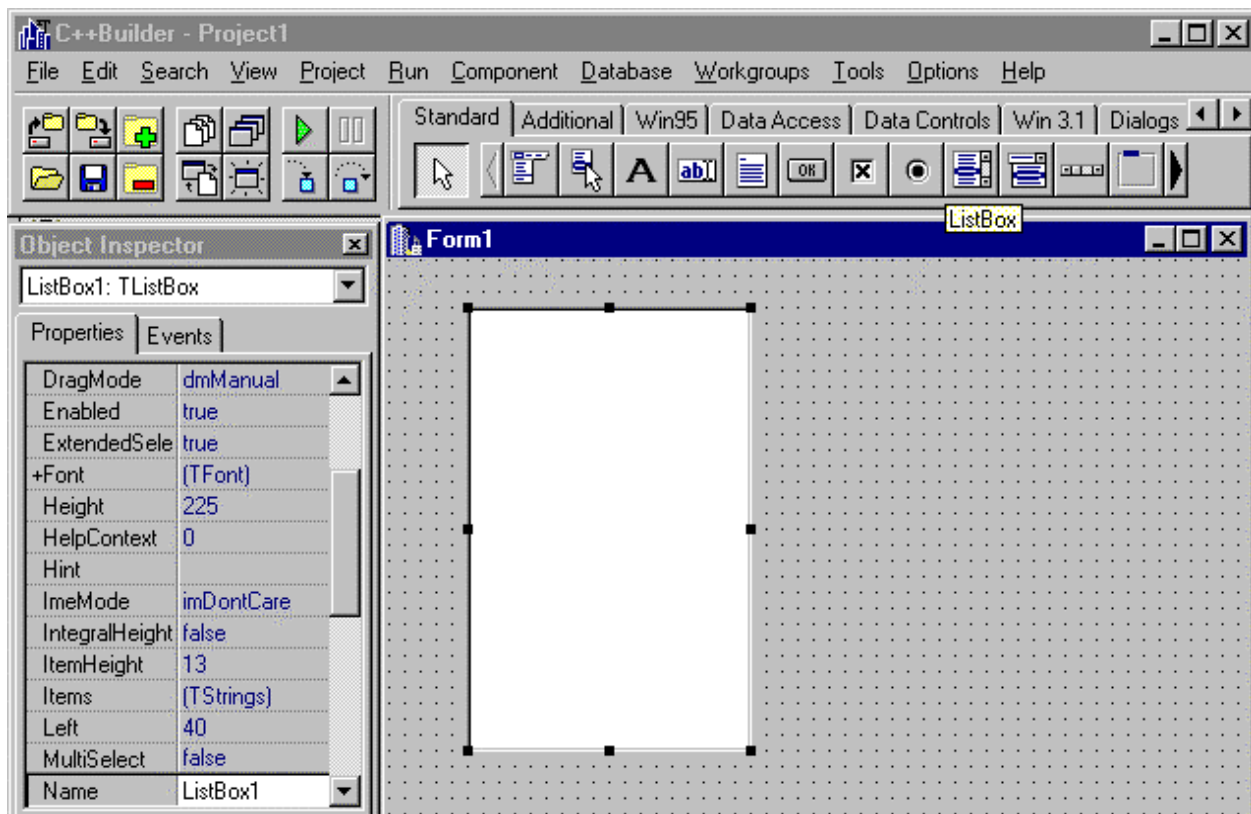 C++Builder - Project1
File Edit Search View Project Run Component Database Workgroups Tools Options Help
Standard Additional Win95 Data Access Data Controls Win 3.1 Dialogs
A ab OK
ListBox
Object Inspector
ListBox1: TListBox
Properties Events
DragMode dmManual
Enabled true
ExtendedSele true
+Font (TFont)
Height 225
HelpContext 0
Hint
ImeMode imDontCare
IntegralHeight false
ItemHeight 13
Items (TStrings)
Left 40
MultiSelect false
Name ListBox1
Form1